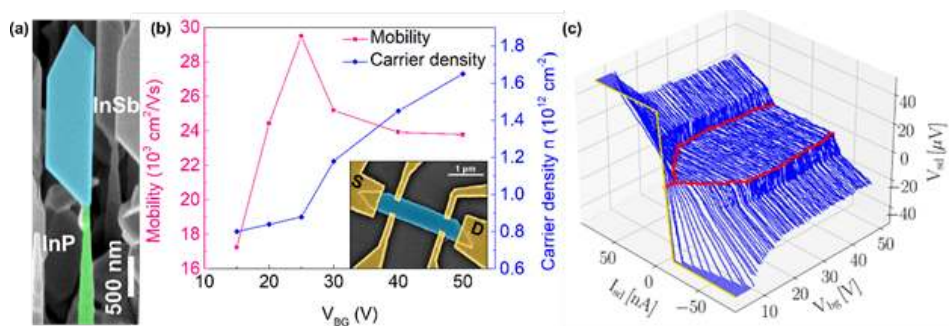 (a)
InSb
InP
500 nm
(b)
Mobility (10³ cm²/Vs)
30
28
26
24
22
20
18
16
Mobility
Carrier density
1 μm
S
D
10
20
30
40
50
V_BG (V)
1.8
1.6
1.4
1.2
1.0
0.8
0.6
Carrier density n (10¹² cm⁻²)
(c)
40
20
0
−20
−40
V_sd [μV]
50
40
30
20
10
V_bg [V]
50
0
−50
I_sd [nA]